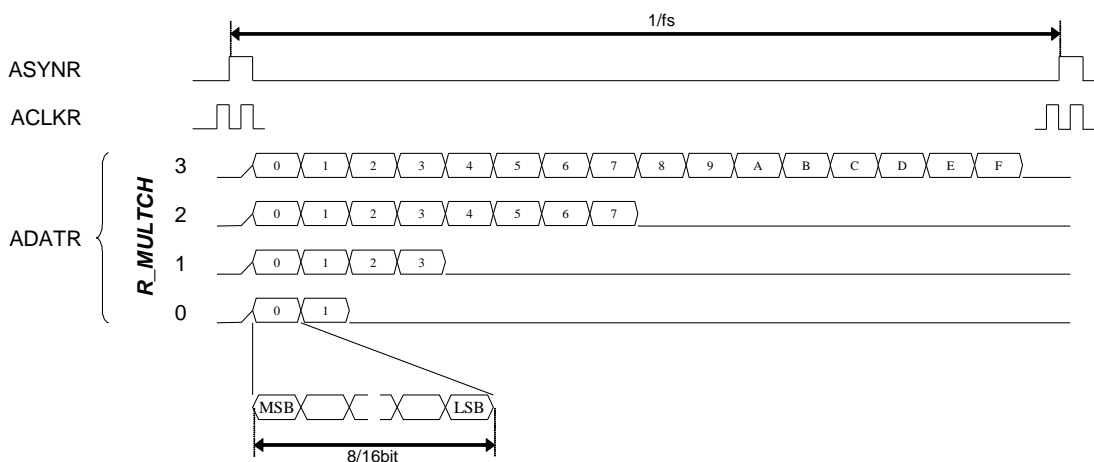 1/fs
ASYNR
ACLKR
ADATR
R_MULTCH
3
0 1 2 3 4 5 6 7 8 9 A B C D E F
2
0 1 2 3 4 5 6 7
1
0 1 2 3
0
0 1
MSB LSB
8/16bit